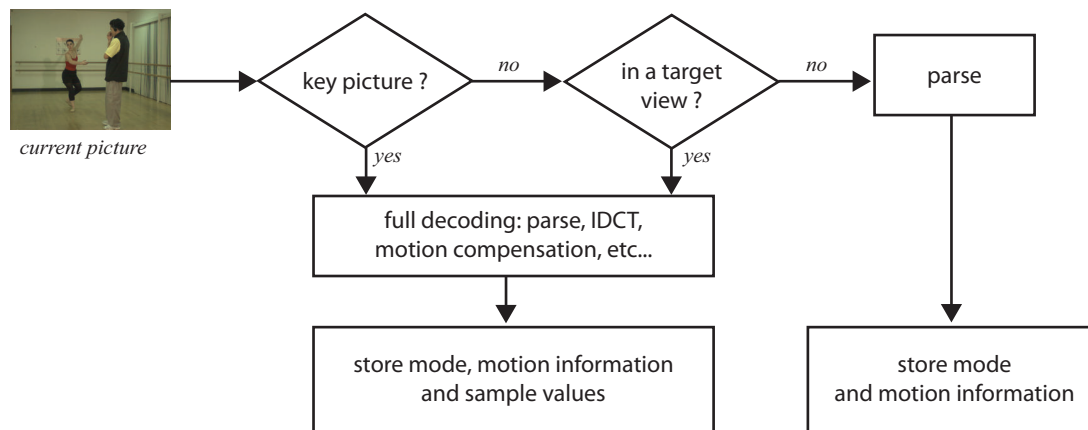 current picture
key picture ?
no
in a target
view ?
no
parse
yes
yes
full decoding: parse, IDCT,
motion compensation, etc...
store mode, motion information
and sample values
store mode
and motion information